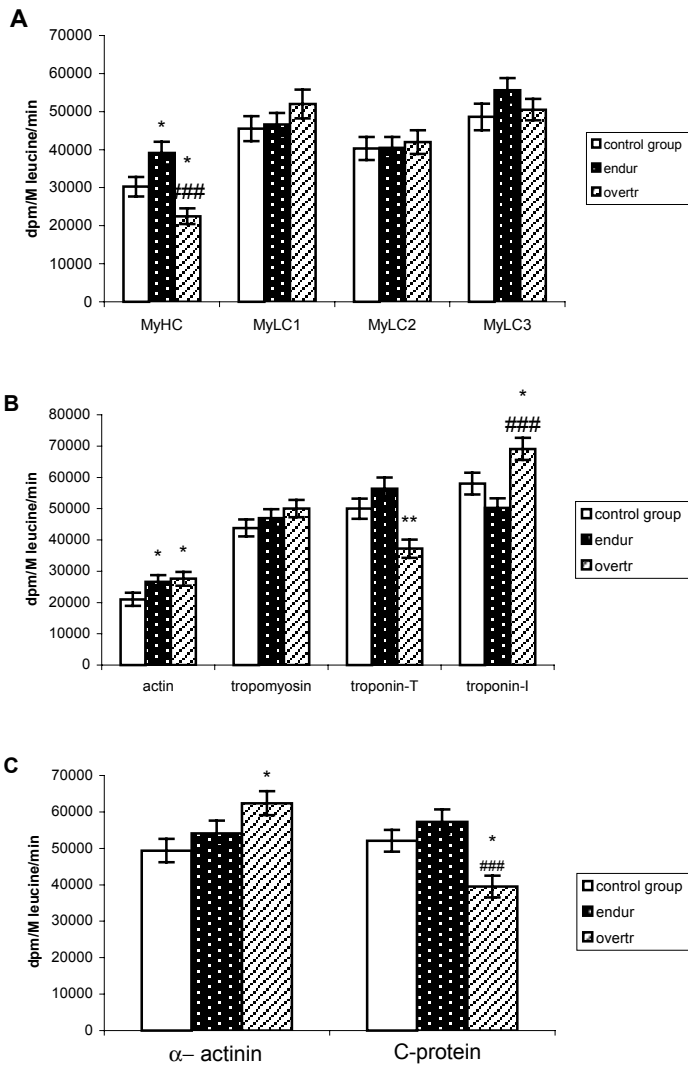 A
70000
60000
50000
40000
30000
20000
10000
0
dpm/M leucine/min
*
*
###
MyHC
MyLC1
MyLC2
MyLC3
control group
endur
overtr
B
80000
70000
60000
50000
40000
30000
20000
10000
0
dpm/M leucine/min
*
*
**
*
###
actin
tropomyosin
troponin-T
troponin-I
control group
endur
overtr
C
70000
60000
50000
40000
30000
20000
10000
0
dpm/M leucine/min
*
*
###
α– actinin
C-protein
control group
endur
overtr